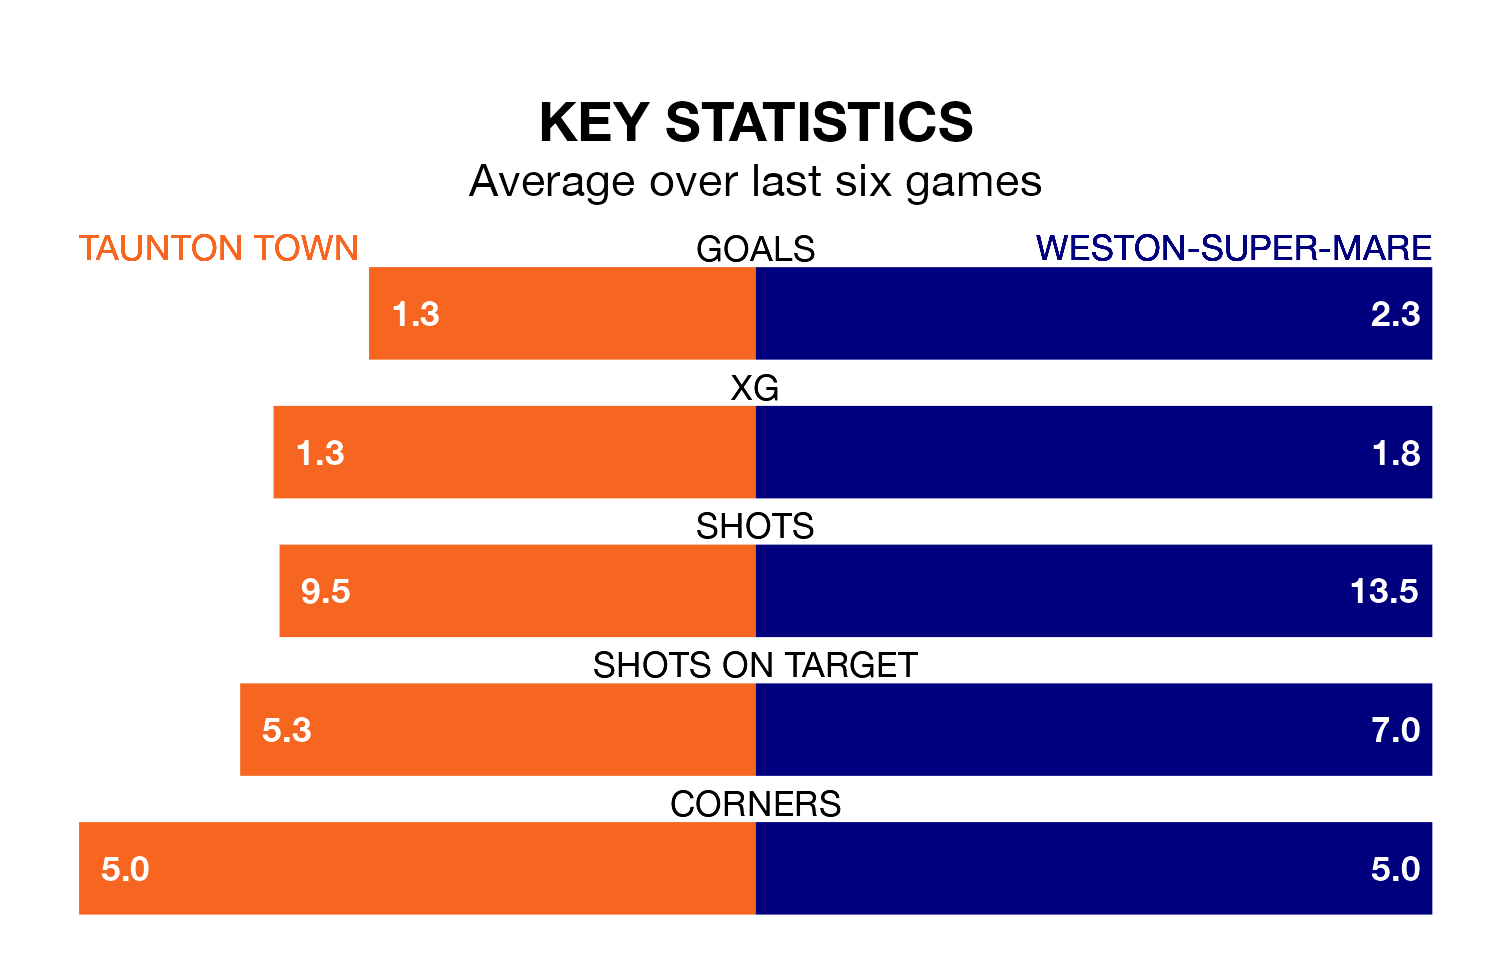 KEY STATISTICS
Average over last six games
TAUNTON TOWN GOALS WESTON-SUPER-MARE
1.3 2.3
XG
1.3 1.8
SHOTS
9.5 13.5
SHOTS ON TARGET
5.3 7.0
CORNERS
5.0 5.0